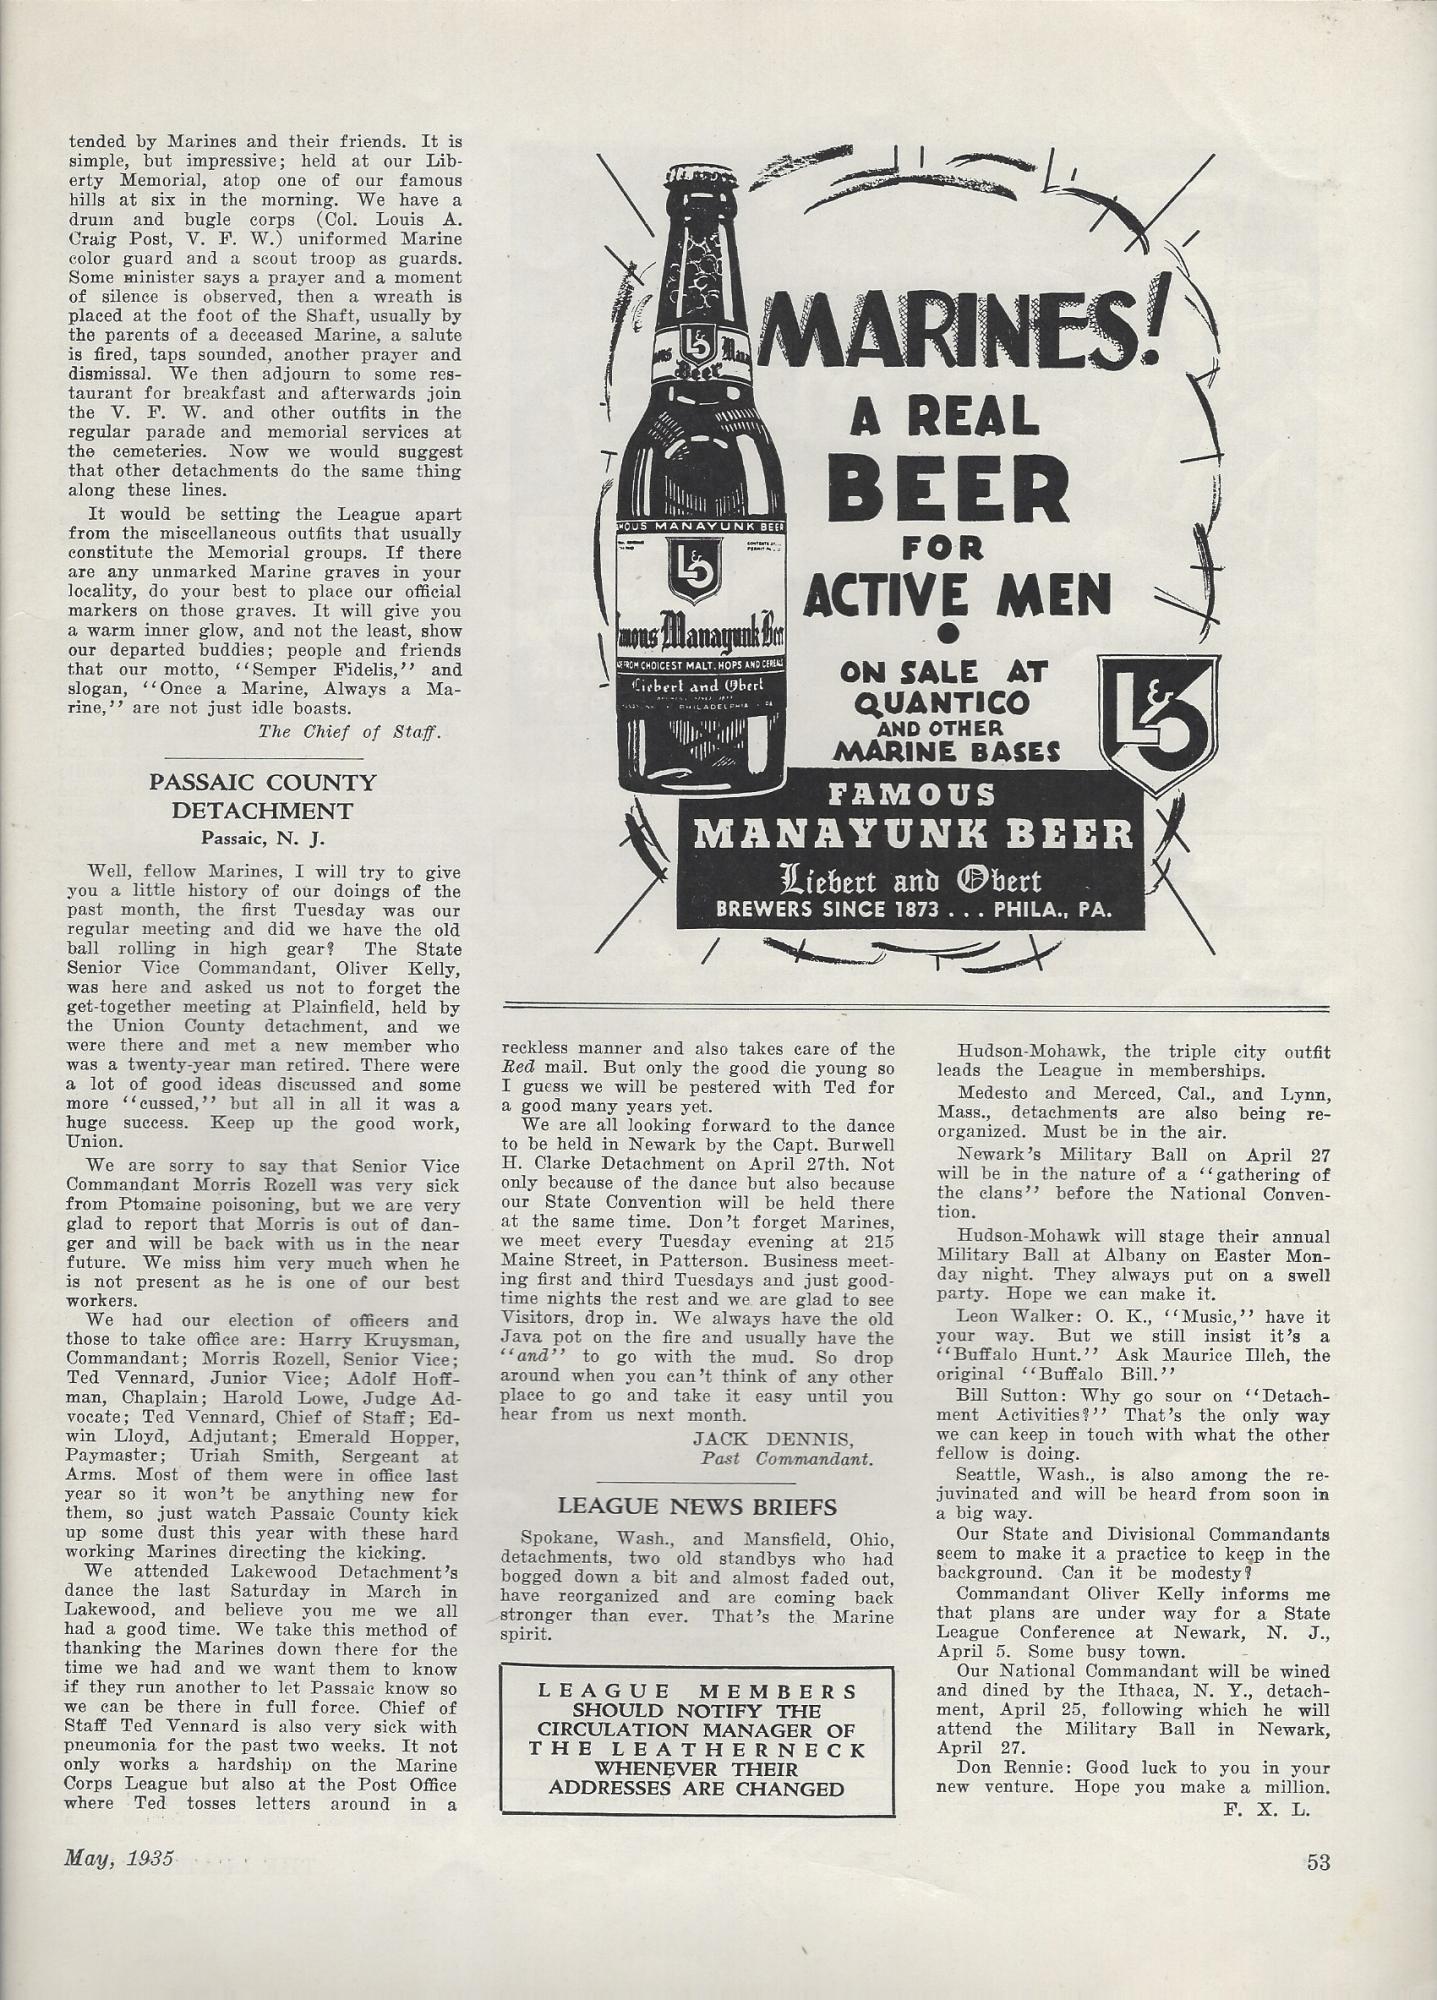 tended by Marines and their friends. It is
simple, but impressive; held at our Lib-
erty Memorial, atop one of our famous
hills at six in the morning. We have a
drum and bugle corps (Col. Louis A.
Craig Post, V. F. W.) uniformed Marine
color guard and a scout troop as guards.
Some minister says a prayer and a moment
of silence is observed, then a wreath is
placed at the foot of the Shaft, usually by
the parents of a deceased Marine, a salute
is fired, taps sounded, another prayer and
dismissal. We then adjourn to some res-
taurant for breakfast and afterwards join
the V. F. W. and other outfits in the
regular parade and memorial services at
the cemeteries. Now we would suggest
that other detachments do the same thing
along these lines.
It would be setting the League apart
from the miscellaneous outfits that usually
constitute the Memorial groups. If there
are any unmarked Marine graves in your
locality, do your best to place our official
markers on those graves. It will give you
a warm inner glow, and not the least, show
our departed buddies; people and friends
that our motto, ‘‘Semper Fidelis,’’ and
slogan, ‘‘Once a Marine, Always a Ma-
rine,’’ are not just idle boasts.
The Chief of Staff.
PASSAIC COUNTY
DETACHMENT
Passaic, N. J.
Well, fellow Marines, I will try to give
you a little history of our doings of the
past month, the first Tuesday was our
regular meeting and did we have the old
ball rolling in high gear? The State
Senior Vice Commandant, Oliver Kelly,
was here and asked us not to forget the
get-together meeting at Plainfield, held by
the Union County detachment, and we
were there and met a new member who
was a twenty-year man retired. There were
a lot of good ideas discussed and some
more ‘‘cussed,’’ but all in all it was a
huge success. Keep up the good work,
Union.
We are sorry to say that Senior Vice
Commandant Morris Rozell was very sick
from Ptomaine poisoning, but we are very
glad to report that Morris is out of dan-
ger and will be back with us in the near
future. We miss him very much when he
is not present as he is one of our best
workers.
We had our election of officers and
those to take office are: Harry Kruysman,
Commandant; Morris Rozell, Senior Vice;
Ted Vennard, Junior Vice; Adolf Hoff-
man, Chaplain; Harold Lowe, Judge Ad-
vocate; Ted Vennard, Chief of Staff; Ed-
win Lloyd, Adjutant; Emerald Hopper,
Paymaster; Uriah Smith, Sergeant at
Arms. Most of them were in office last
year so it won't be anything new for
them, so just watch Passaic County kick
up some dust this year with these hard
working Marines directing the kicking.
We attended Lakewood Detachment's
dance the last Saturday in March in
Lakewood, and believe you me we all
had a good time. We take this method of
thanking the Marines down there for the
time we had and we want them to know
if they run another to let Passaic know so
we can be there in full force. Chief of
Staff Ted Vennard is also very sick with
pneumonia for the past two weeks. It not
only works a hardship on the Marine
Corps League but also at the Post Office
where Ted tosses letters around in a
L&O
Beer
MOUS MANAYUNK BEER
L&O
Famous Manayunk Beer
FROM CHOICEST MALT, HOPS AND CEREALS
Liebert and Obert
PHILADELPHIA PA
MARINES!
A REAL
BEER
FOR
ACTIVE MEN
ON SALE AT
QUANTICO
AND OTHER
MARINE BASES
L&O
FAMOUS
MANAYUNK BEER
Liebert and Obert
BREWERS SINCE 1873 . . . PHILA., PA.
reckless manner and also takes care of the
Red mail. But only the good die young so
I guess we will be pestered with Ted for
a good many years yet.
We are all looking forward to the dance
to be held in Newark by the Capt. Burwell
H. Clarke Detachment on April 27th. Not
only because of the dance but also because
our State Convention will be held there
at the same time. Don't forget Marines,
we meet every Tuesday evening at 215
Maine Street, in Patterson. Business meet-
ing first and third Tuesdays and just good-
time nights the rest and we are glad to see
Visitors, drop in. We always have the old
Java pot on the fire and usually have the
‘‘and’’ to go with the mud. So drop
around when you can't think of any other
place to go and take it easy until you
hear from us next month.
JACK DENNIS,
Past Commandant.
LEAGUE NEWS BRIEFS
Spokane, Wash., and Mansfield, Ohio,
detachments, two old standbys who had
bogged down a bit and almost faded out,
have reorganized and are coming back
stronger than ever. That's the Marine
spirit.
LEAGUE MEMBERS
SHOULD NOTIFY THE
CIRCULATION MANAGER OF
THE LEATHERNECK
WHENEVER THEIR
ADDRESSES ARE CHANGED
Hudson-Mohawk, the triple city outfit
leads the League in memberships.
Medesto and Merced, Cal., and Lynn,
Mass., detachments are also being re-
organized. Must be in the air.
Newark's Military Ball on April 27
will be in the nature of a ‘‘gathering of
the clans’’ before the National Conven-
tion.
Hudson-Mohawk will stage their annual
Military Ball at Albany on Easter Mon-
day night. They always put on a swell
party. Hope we can make it.
Leon Walker: O. K., ‘‘Music,’’ have it
your way. But we still insist it's a
‘‘Buffalo Hunt.’’ Ask Maurice Illch, the
original ‘‘Buffalo Bill.’’
Bill Sutton: Why go sour on ‘‘Detach-
ment Activities?’’ That's the only way
we can keep in touch with what the other
fellow is doing.
Seattle, Wash., is also among the re-
juvinated and will be heard from soon in
a big way.
Our State and Divisional Commandants
seem to make it a practice to keep in the
background. Can it be modesty?
Commandant Oliver Kelly informs me
that plans are under way for a State
League Conference at Newark, N. J.,
April 5. Some busy town.
Our National Commandant will be wined
and dined by the Ithaca, N. Y., detach-
ment, April 25, following which he will
attend the Military Ball in Newark,
April 27.
Don Rennie: Good luck to you in your
new venture. Hope you make a million.
F. X. L.
May, 1935
53